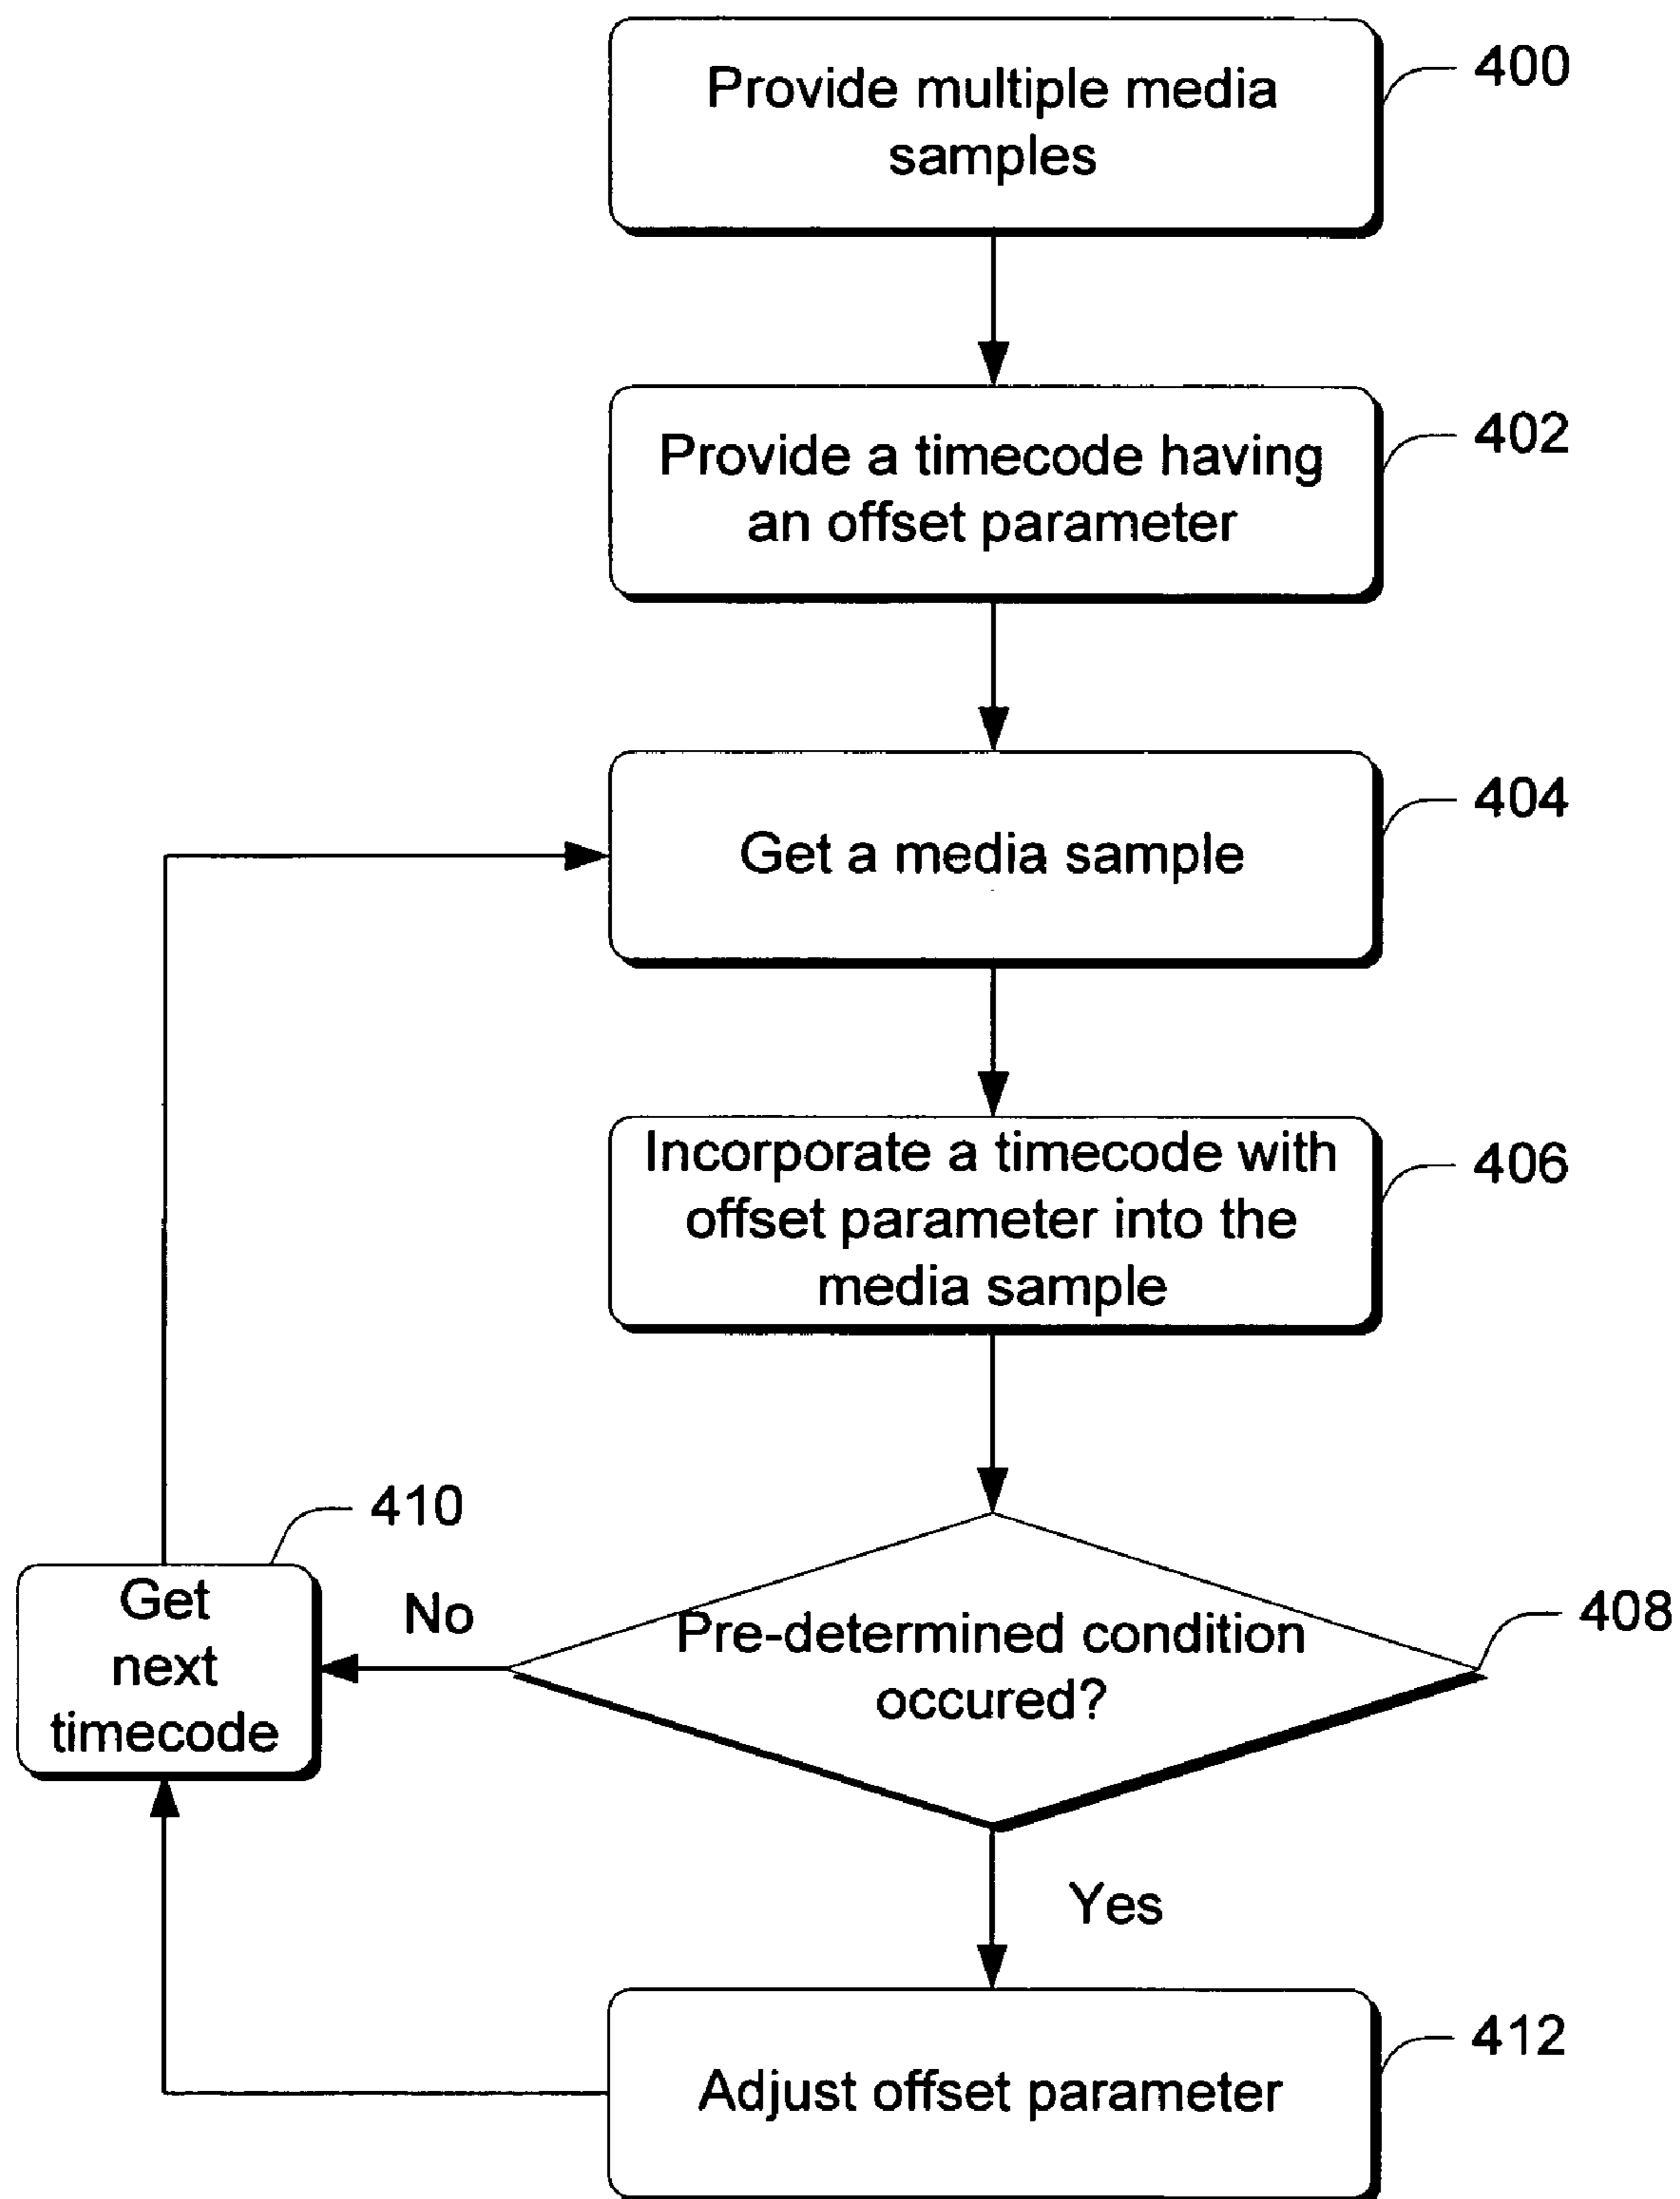 Provide multiple media
samples
400
Provide a timecode having
an offset parameter
402
Get a media sample
404
Incorporate a timecode with
offset parameter into the
media sample
406
Pre-determined condition
occured?
408
No
Get
next
timecode
410
Yes
Adjust offset parameter
412